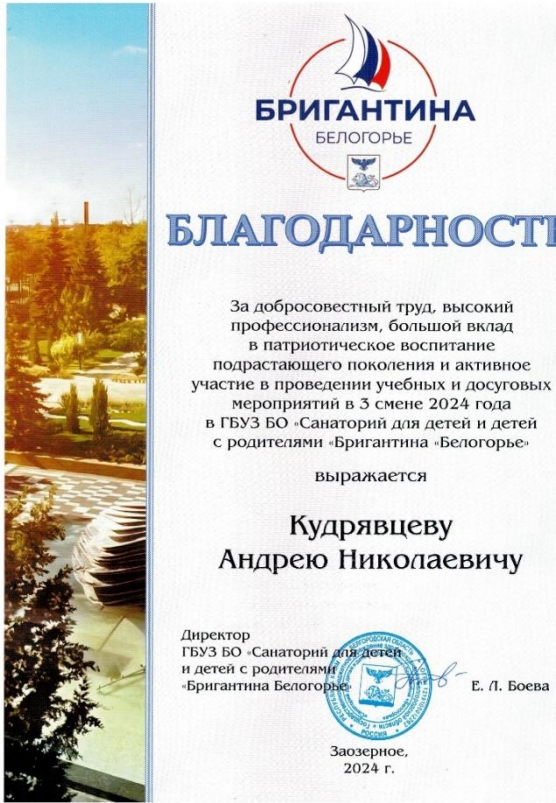 БРИГАНТИНА
БЕЛОГОРЬЕ
БЛАГОДАРНОСТЬ
За добросовестный труд, высокий
профессионализм, большой вклад
в патриотическое воспитание
подрастающего поколения и активное
участие в проведении учебных и досуговых
мероприятий в 3 смене 2024 года
в ГБУЗ БО «Санаторий для детей и детей
с родителями «Бригантина «Белогорье»
выражается
Кудрявцеву
Андрею Николаевичу
Директор
ГБУЗ БО «Санаторий для детей
и детей с родителями
«Бригантина Белогорье»
Е. Л. Боева
Заозерное,
2024 г.